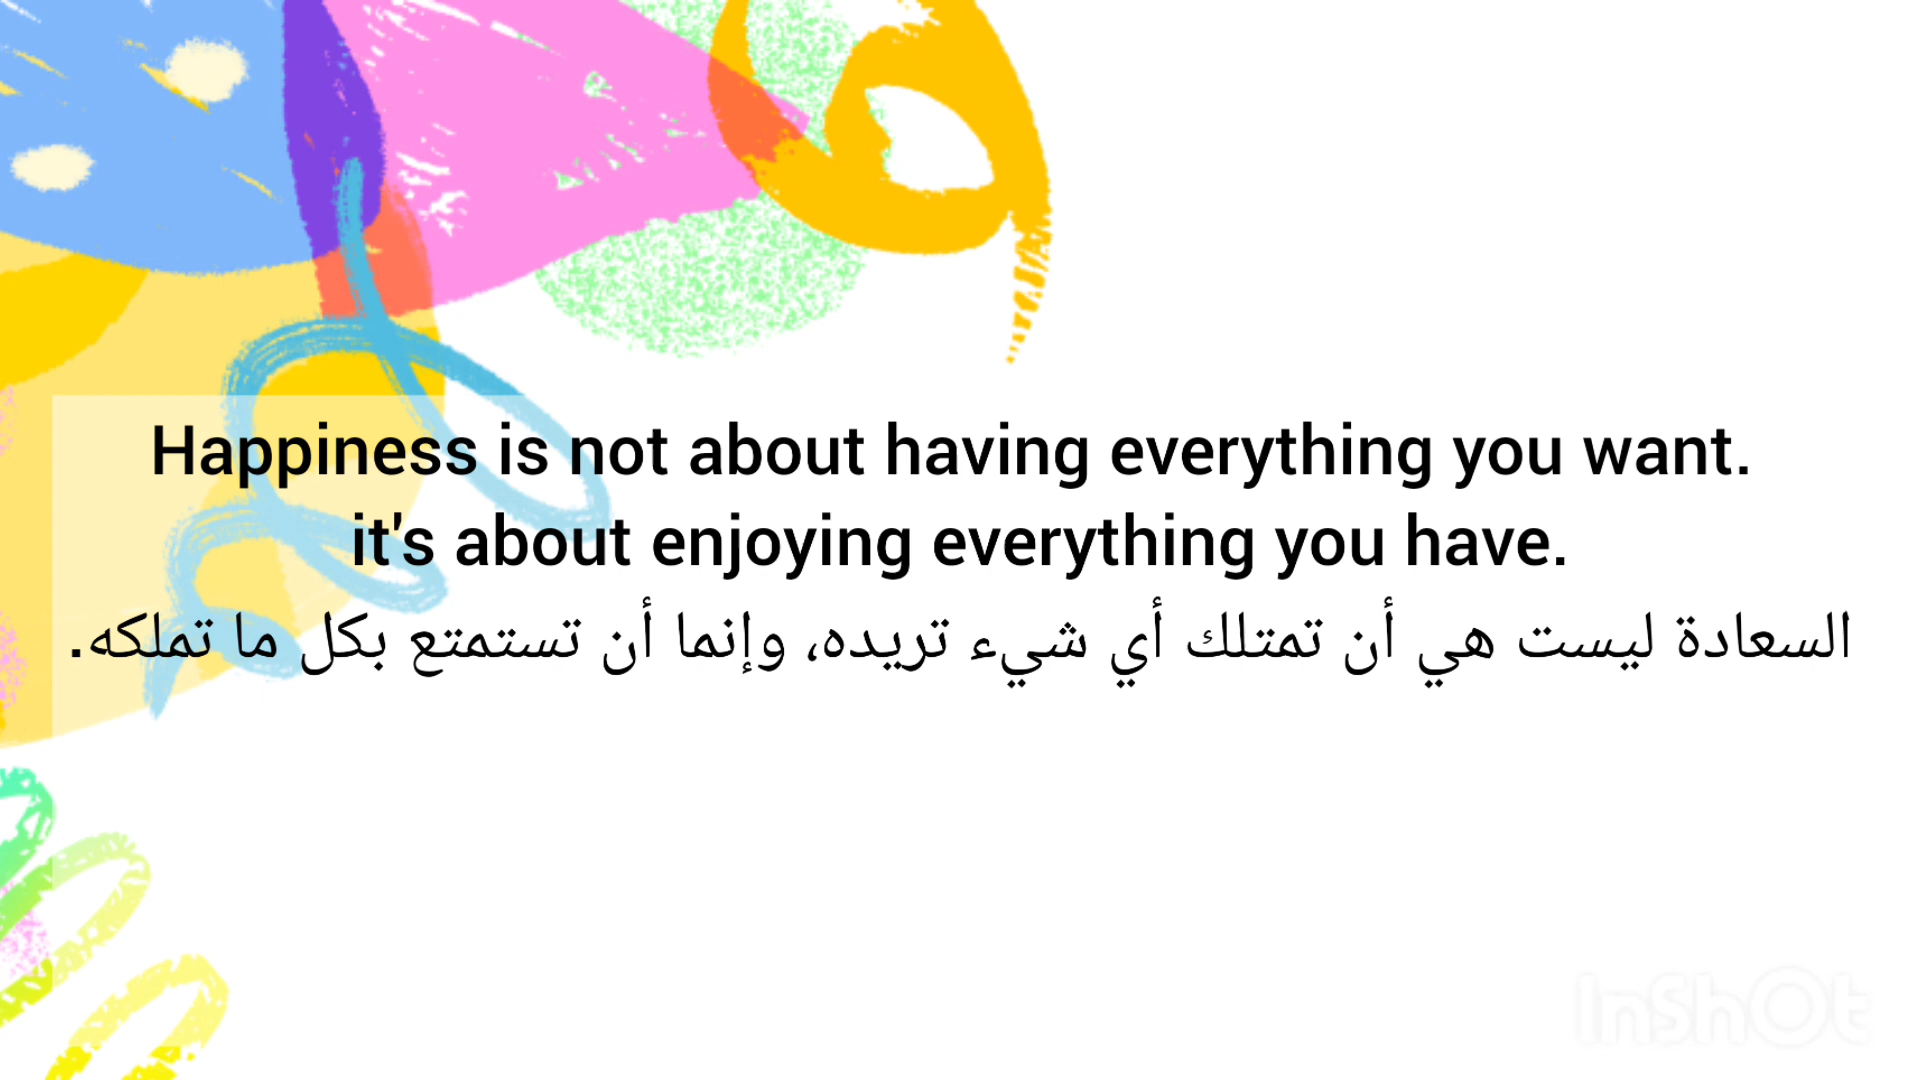 Happiness is not about having everything you want.
it's about enjoying everything you have.
السعادة ليست هي أن تمتلك أي شيء تريده، وإنما أن تستمتع بكل ما تملكه.
InShOt